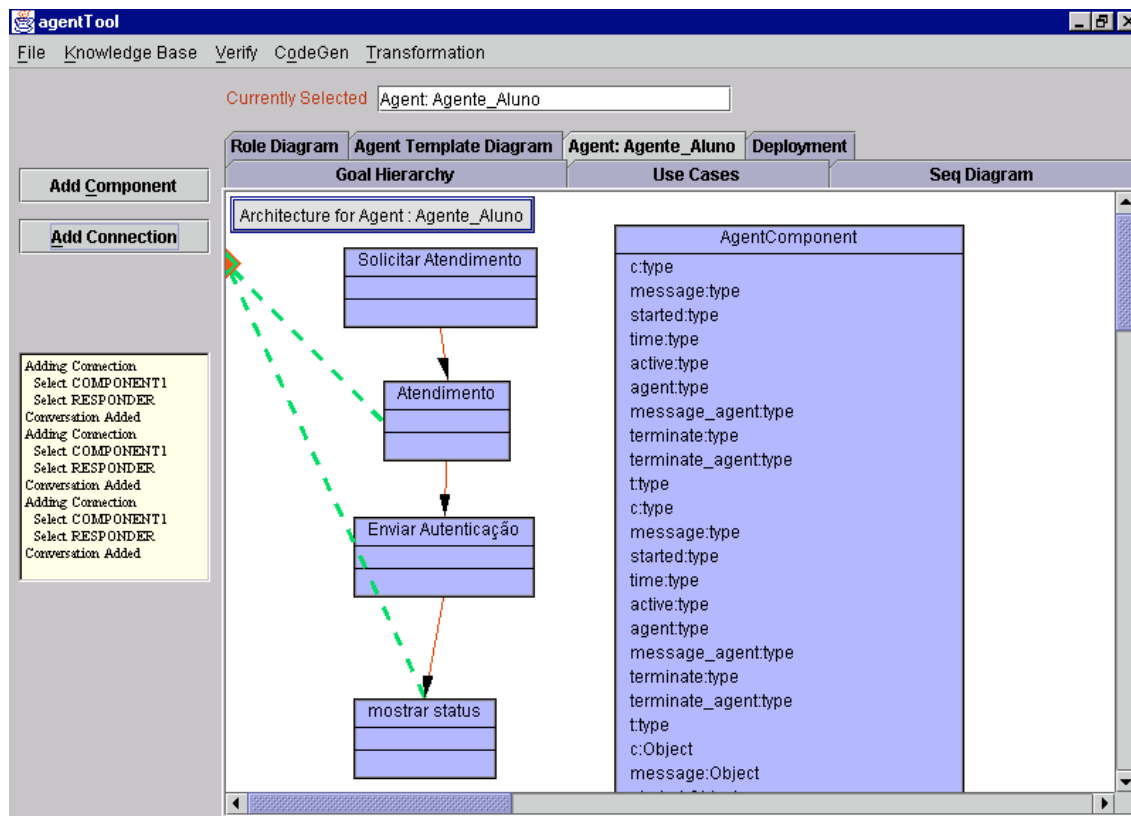 agentTool
File Knowledge Base Verify CodeGen Transformation
Currently Selected Agent: Agente_Aluno
Role Diagram Agent Template Diagram Agent: Agente_Aluno Deployment
Goal Hierarchy Use Cases Seq Diagram
Add Component
Add Connection
Adding Connection
Select COMPONENT1
Select RESPONDER
Conversation Added
Adding Connection
Select COMPONENT1
Select RESPONDER
Conversation Added
Adding Connection
Select COMPONENT1
Select RESPONDER
Conversation Added
Architecture for Agent : Agente_Aluno
Solicitar Atendimento
Atendimento
Enviar Autenticação
mostrar status
AgentComponent
c:type
message:type
started:type
time:type
active:type
agent:type
message_agent:type
terminate:type
terminate_agent:type
t:type
c:type
message:type
started:type
time:type
active:type
agent:type
message_agent:type
terminate:type
terminate_agent:type
t:type
c:Object
message:Object